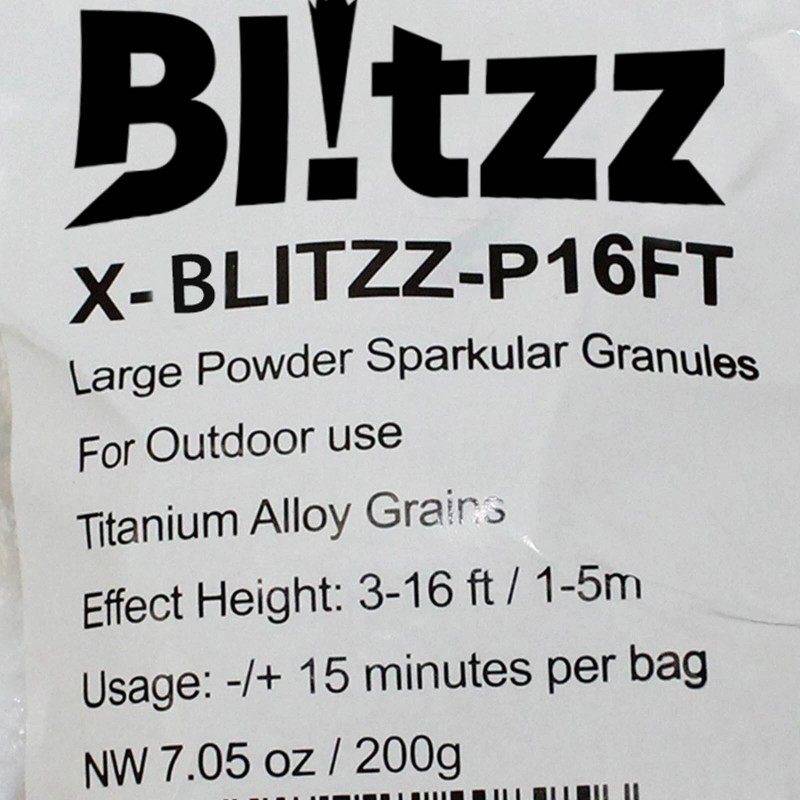 Bl!tzz
X-BLITZZ-P16FT
Large Powder Sparkular Granules
For Outdoor use
Titanium Alloy Grains
Effect Height: 3-16 ft / 1-5m
Usage: -/+ 15 minutes per bag
NW 7.05 oz / 200g